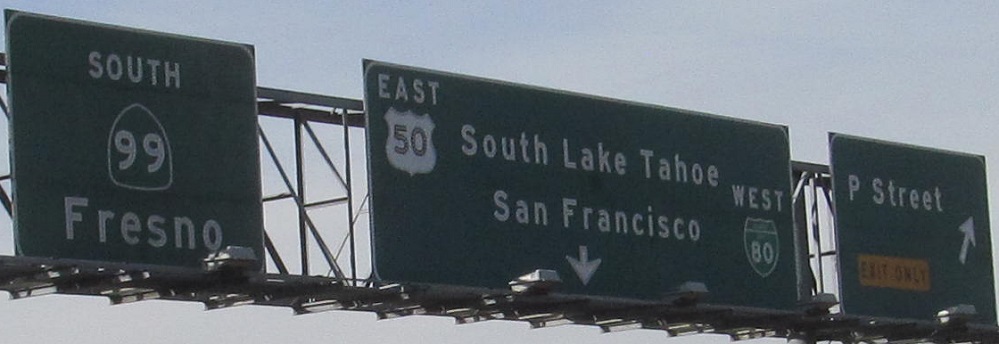 SOUTH
99
Fresno
EAST
50
South Lake Tahoe
San Francisco
WEST
80
P Street
EXIT ONLY